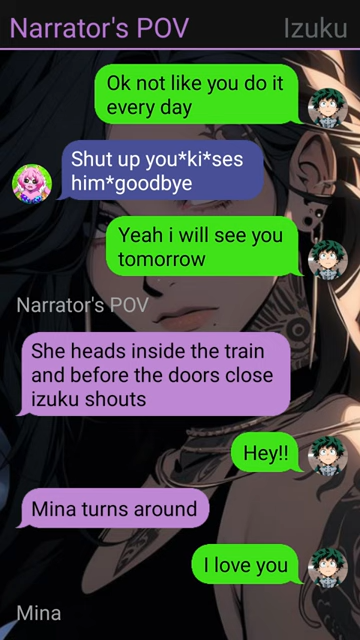 Narrator's POV Izuku
Ok not like you do it
every day
Shut up you*ki*ses
him*goodbye
Yeah i will see you
tomorrow
Narrator's POV
She heads inside the train
and before the doors close
izuku shouts
Hey!!
Mina turns around
I love you
Mina